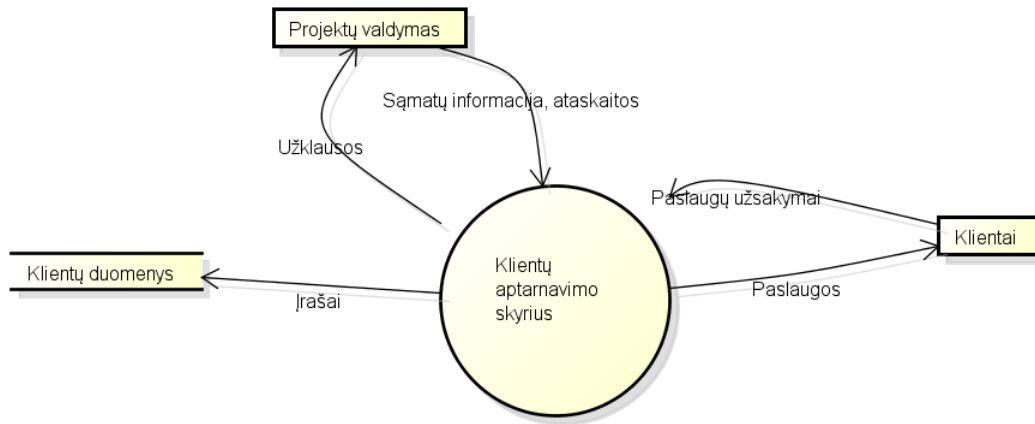 Projektų valdymas
Sąmatų informacija, ataskaitos
Užklausos
Paslaugų užsakymai
Klientai
Klientų duomenys
Klientų
aptarnavimo
skyrius
Įrašai
Paslaugos